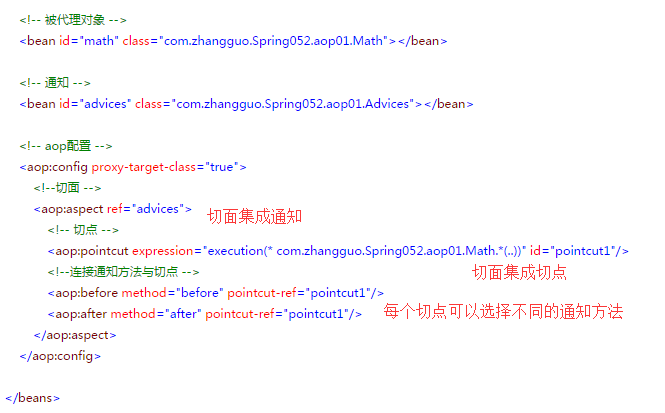 <!-- 被代理对象 -->
<bean id="math" class="com.zhangguo.Spring052.aop01.Math"></bean>
<!-- 通知 -->
<bean id="advices" class="com.zhangguo.Spring052.aop01.Advices"></bean>
<!-- aop配置 -->
<aop:config proxy-target-class="true">
<!--切面 -->
<aop:aspect ref="advices">
切面集成通知
<!-- 切点 -->
<aop:pointcut expression="execution(* com.zhangguo.Spring052.aop01.Math.*(..))" id="pointcut1"/>
<!--连接通知方法与切点 -->
切面集成切点
<aop:before method="before" pointcut-ref="pointcut1"/>
<aop:after method="after" pointcut-ref="pointcut1"/>
每个切点可以选择不同的通知方法
</aop:aspect>
</aop:config>
</beans>